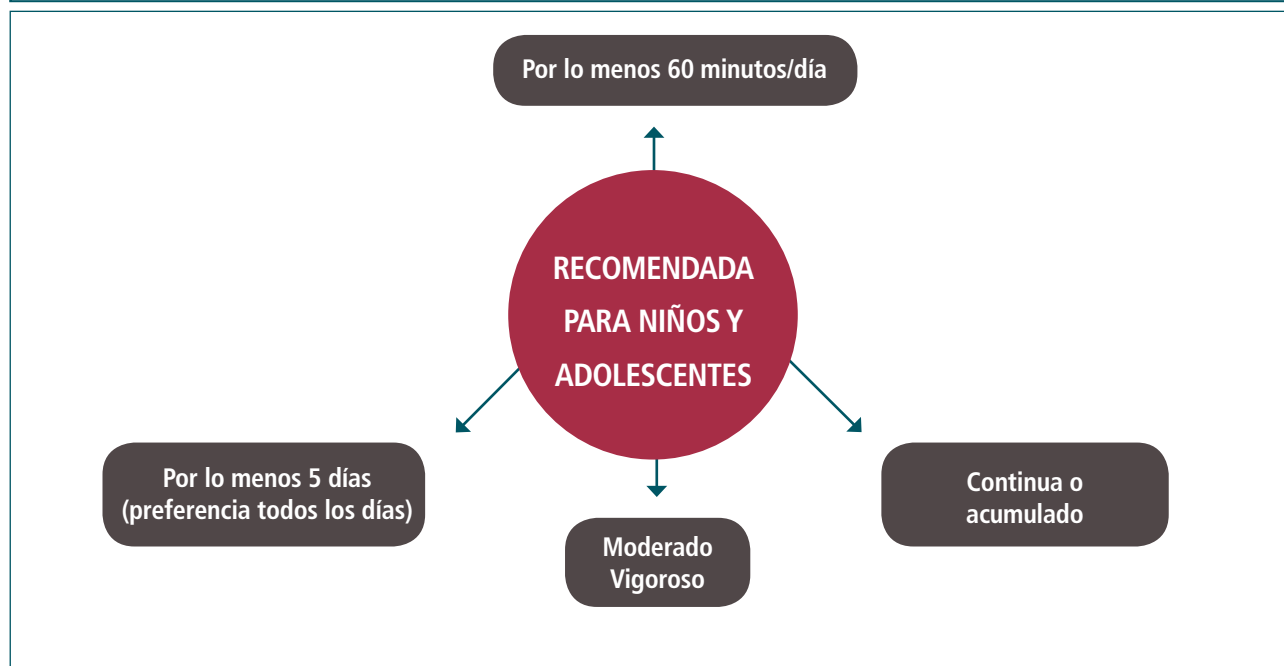 Por lo menos 60 minutos/día
RECOMENDADA
PARA NIÑOS Y
ADOLESCENTES
Por lo menos 5 días
(preferencia todos los días)
Moderado
Vigoroso
Continua o
acumulado